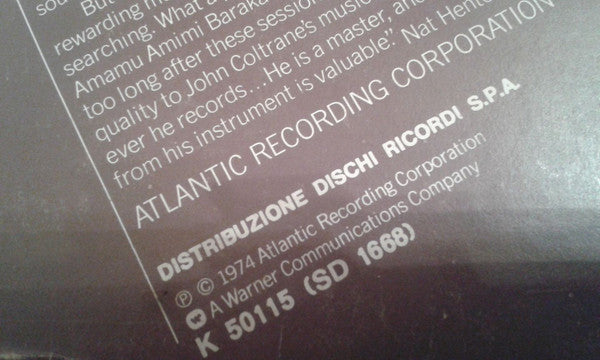 But
rewarding
searching. What
Amamu Amimi Baraka
too long after these session
quality to John Coltrane's music
ever he records...He is a master, and
from his instrument is valuable." Nat Hento
ATLANTIC RECORDING CORPORATION
DISTRIBUZIONE DISCHI RICORDI S.P.A.
℗ © 1974 Atlantic Recording Corporation
A Warner Communications Company
K 50115 (SD 1668)